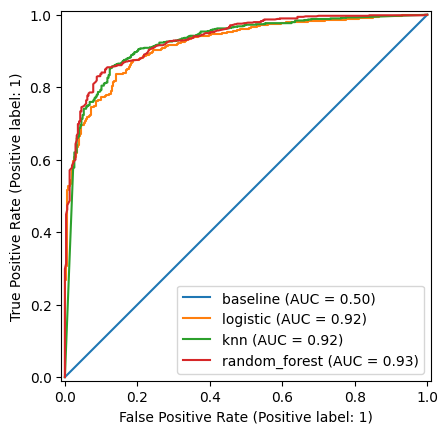 True Positive Rate (Positive label: 1)
1.0
0.8
0.6
0.4
0.2
0.0
baseline (AUC = 0.50)
logistic (AUC = 0.92)
knn (AUC = 0.92)
random_forest (AUC = 0.93)
0.0 0.2 0.4 0.6 0.8 1.0
False Positive Rate (Positive label: 1)